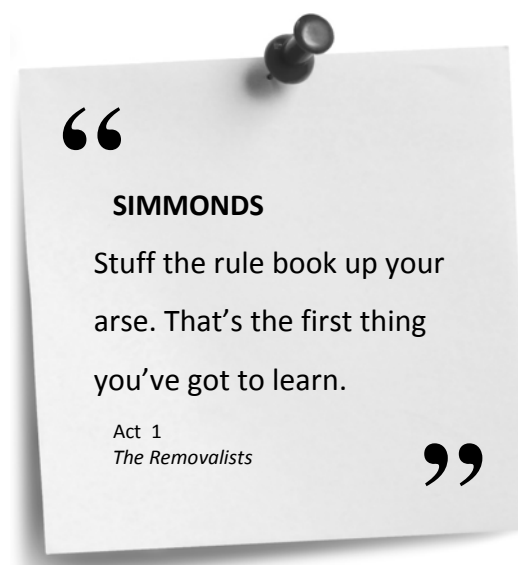 “
SIMMONDS
Stuff the rule book up your
arse. That’s the first thing
you’ve got to learn.
Act 1
The Removalists
”